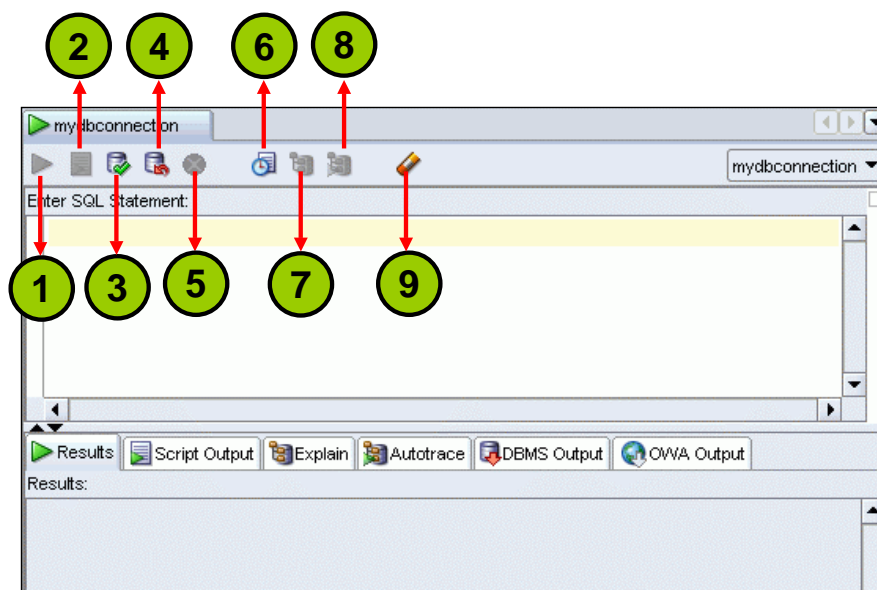 2 4 6 8
mydbconnection
mydbconnection
Enter SQL Statement:
1 3 5 7 9
Results Script Output Explain Autotrace DBMS Output OWA Output
Results: